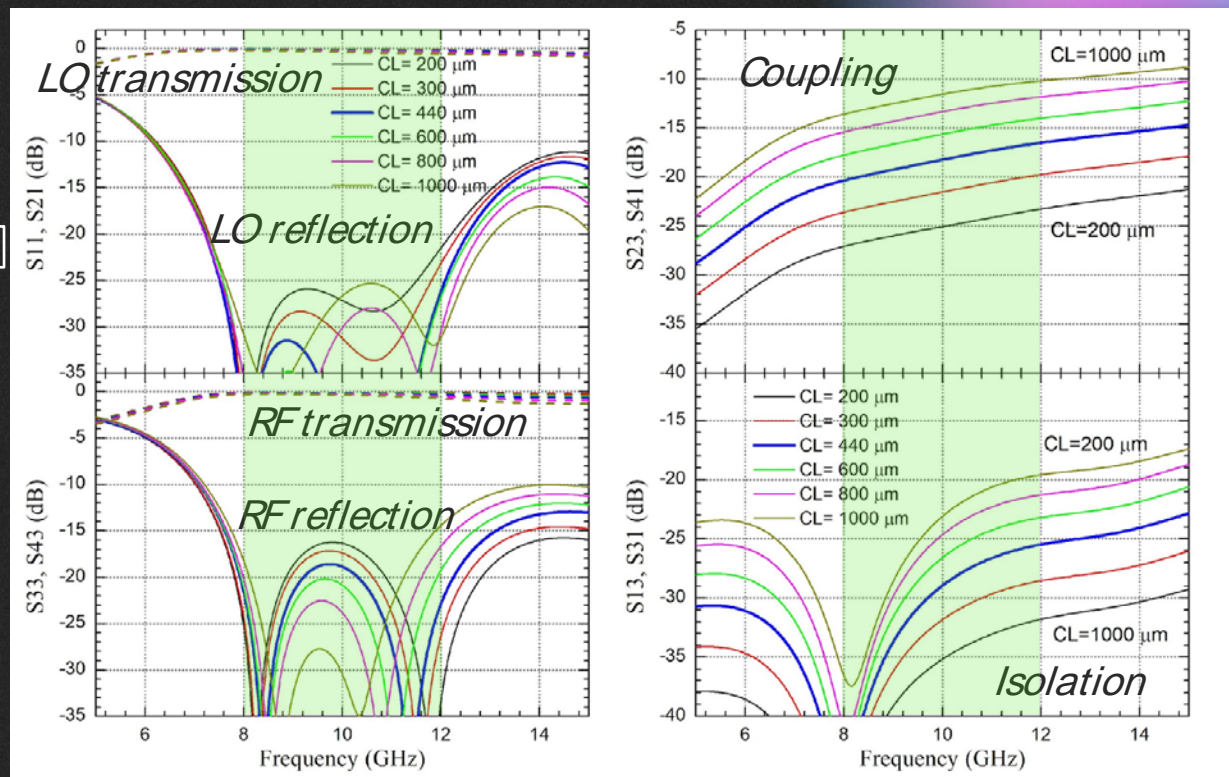 LO transmission
CL= 200 μm
CL= 300 μm
CL= 440 μm
CL= 600 μm
CL= 800 μm
CL= 1000 μm
LO reflection
S11, S21 (dB)
0
-5
-10
-15
-20
-25
-30
-35
RF transmission
RF reflection
S33, S43 (dB)
0
-5
-10
-15
-20
-25
-30
-35
6 8 10 12 14
Frequency (GHz)
Coupling
CL=1000 μm
CL=200 μm
S23, S41 (dB)
-5
-10
-15
-20
-25
-30
-35
-40
CL= 200 μm
CL= 300 μm
CL= 440 μm
CL= 600 μm
CL= 800 μm
CL= 1000 μm
CL=200 μm
CL=1000 μm
Isolation
S13, S31 (dB)
-15
-20
-25
-30
-35
-40
6 8 10 12 14
Frequency (GHz)